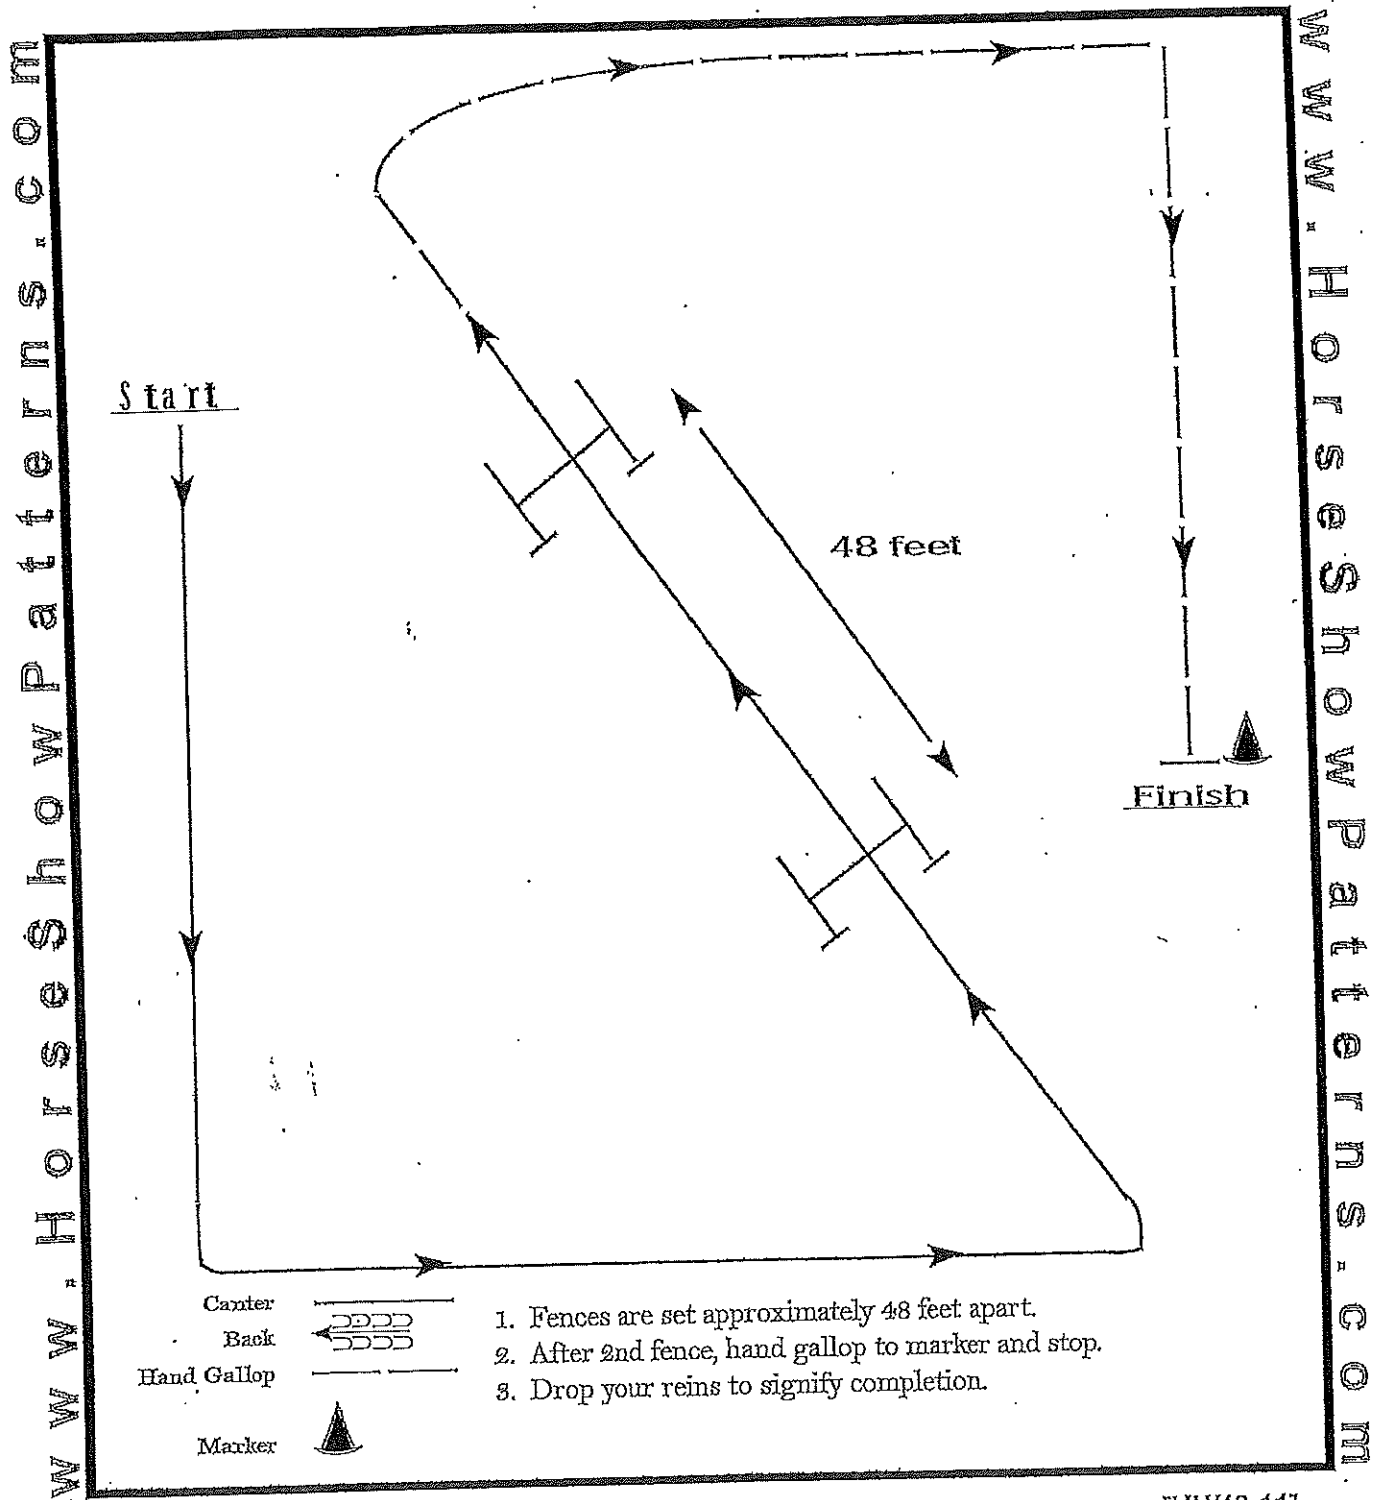 www.HorseShowPatterns.com
www.HorseShowPatterns.com
Start
48 feet
Finish
Canter
Back
Hand Gallop
Marker
1. Fences are set approximately 48 feet apart.
2. After 2nd fence, hand gallop to marker and stop.
3. Drop your reins to signify completion.